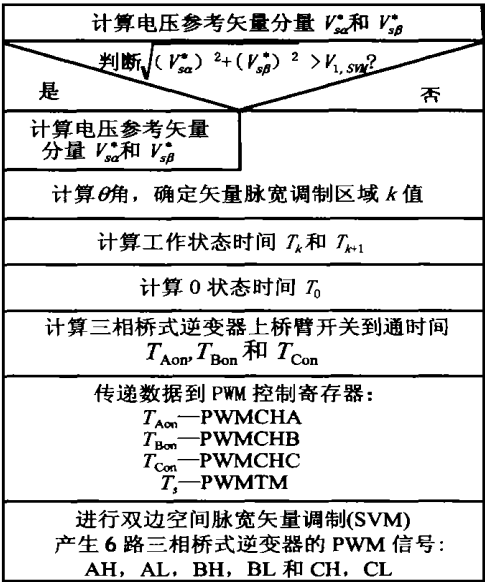 计算电压参考矢量分量 V*sα和 V*sβ
判断√(V*sα)²+(V*sβ)²>V1,SVM?
是 否
计算电压参考矢量
分量 V*sα和 V*sβ
计算θ角，确定矢量脉宽调制区域 k 值
计算工作状态时间 Tk和 Tk+1
计算 0 状态时间 T0
计算三相桥式逆变器上桥臂开关到通时间
TAon,TBon 和 TCon
传递数据到 PWM 控制寄存器：
TAon—PWMCHA
TBon—PWMCHB
TCon—PWMCHC
Ts—PWMTM
进行双边空间脉宽矢量调制(SVM)
产生 6 路三相桥式逆变器的 PWM 信号：
AH，AL，BH，BL 和 CH，CL